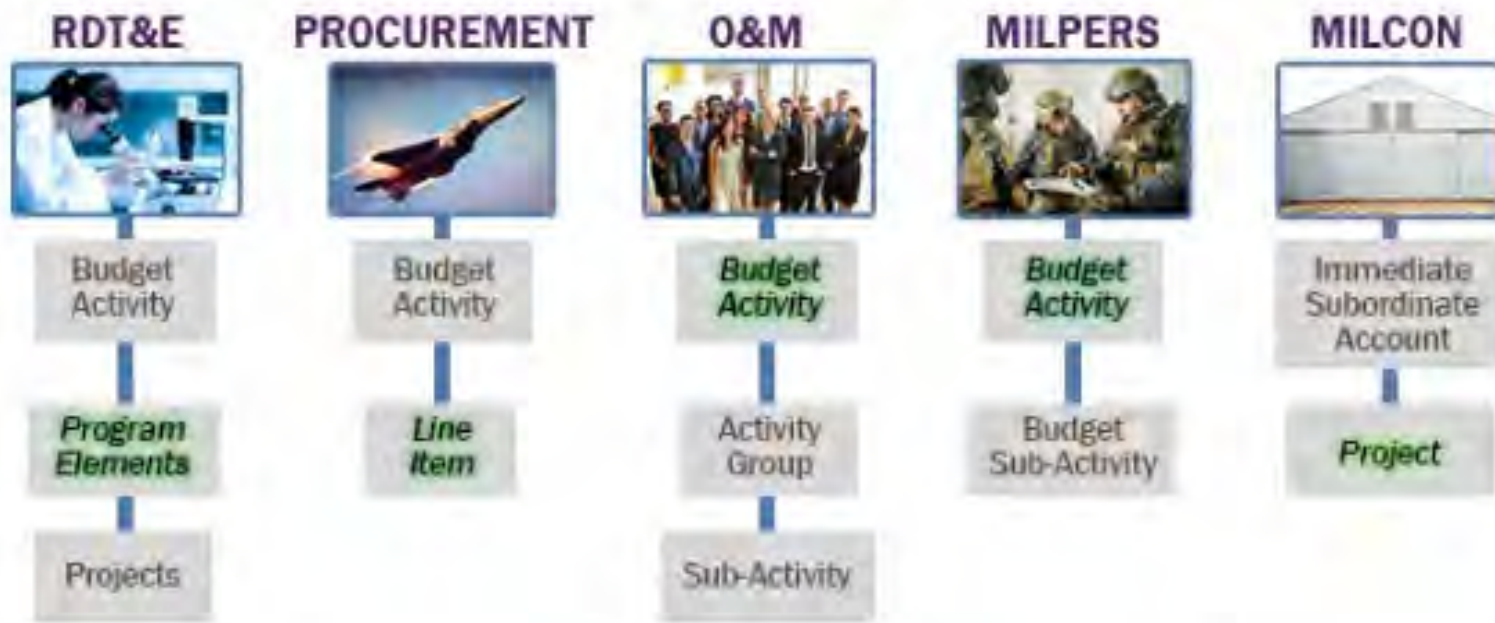 RDT&E
PROCUREMENT
O&M
MILPERS
MILCON
Budget
Activity
Budget
Activity
Budget
Activity
Budget
Activity
Immediate
Subordinate
Account
Program
Elements
Line
Item
Activity
Group
Budget
Sub-Activity
Project
Projects
Sub-Activity